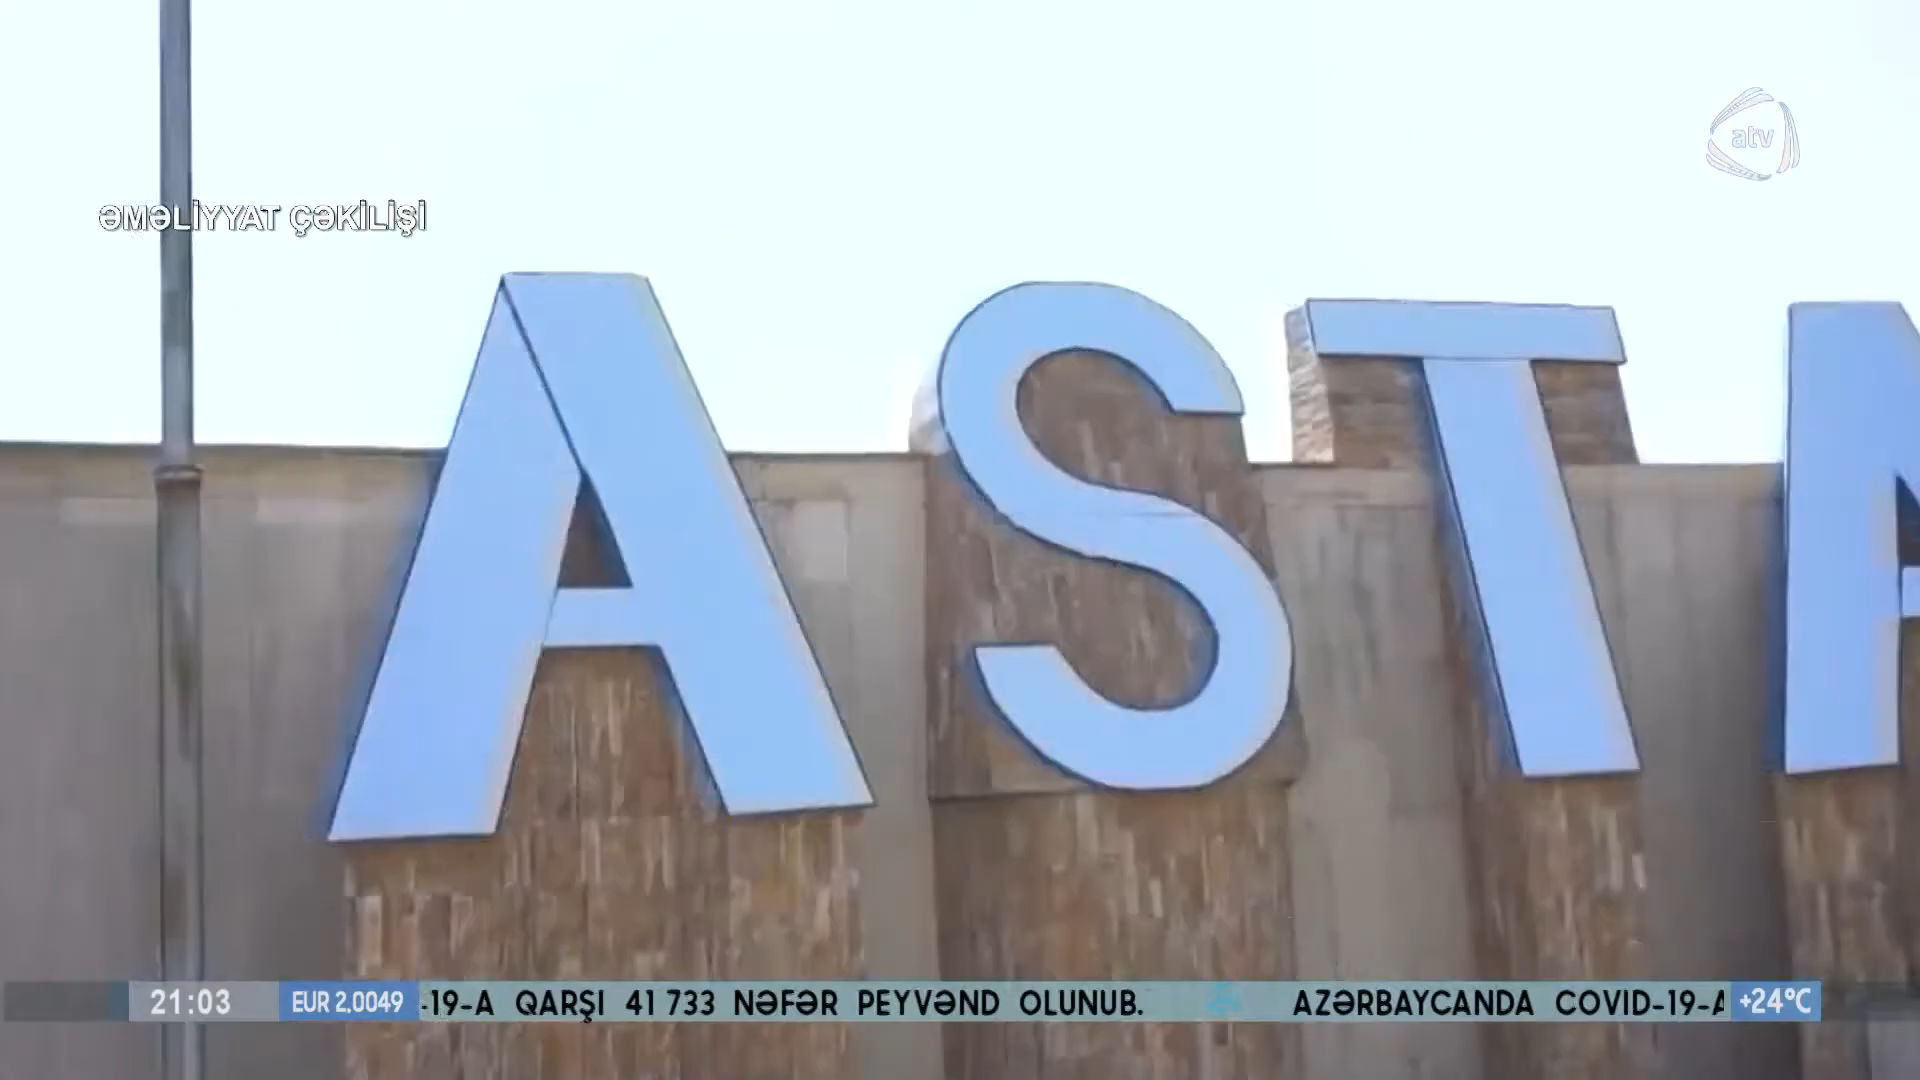 atv
ƏMƏLİYYAT ÇƏKİLİŞİ
ASTA
21:03 EUR 2,0049 -19-A QARŞI 41 733 NƏFƏR PEYVƏND OLUNUB. AZƏRBAYCANDA COVID-19-A +24°C